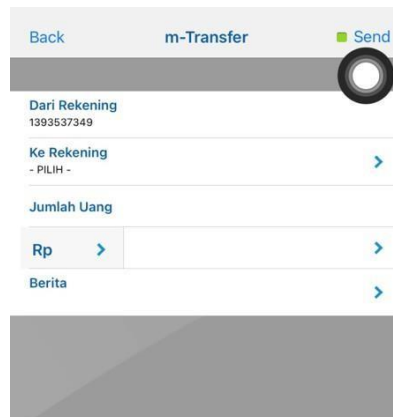 Back m-Transfer Send
Dari Rekening
1393537349
Ke Rekening
- PILIH -
Jumlah Uang
Rp
Berita